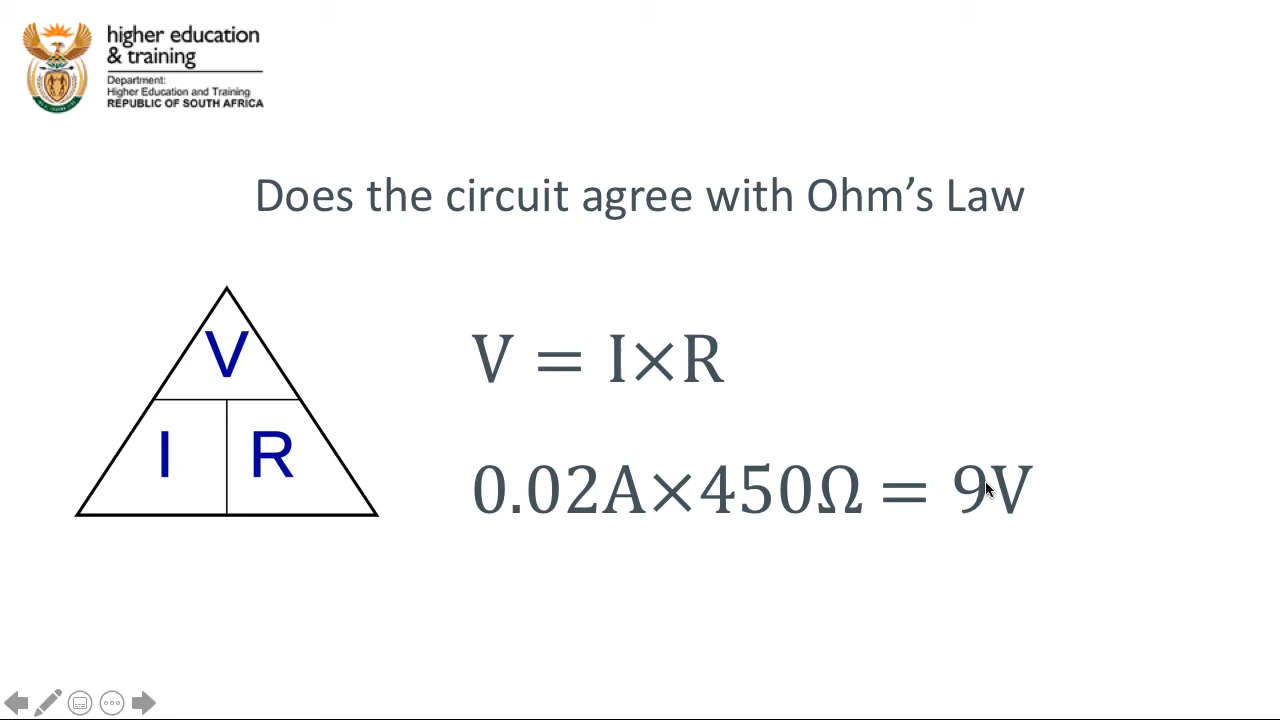 higher education
& training
Department:
Higher Education and Training
REPUBLIC OF SOUTH AFRICA
Does the circuit agree with Ohm’s Law
V
I R
V = I×R
0.02A×450Ω = 9V